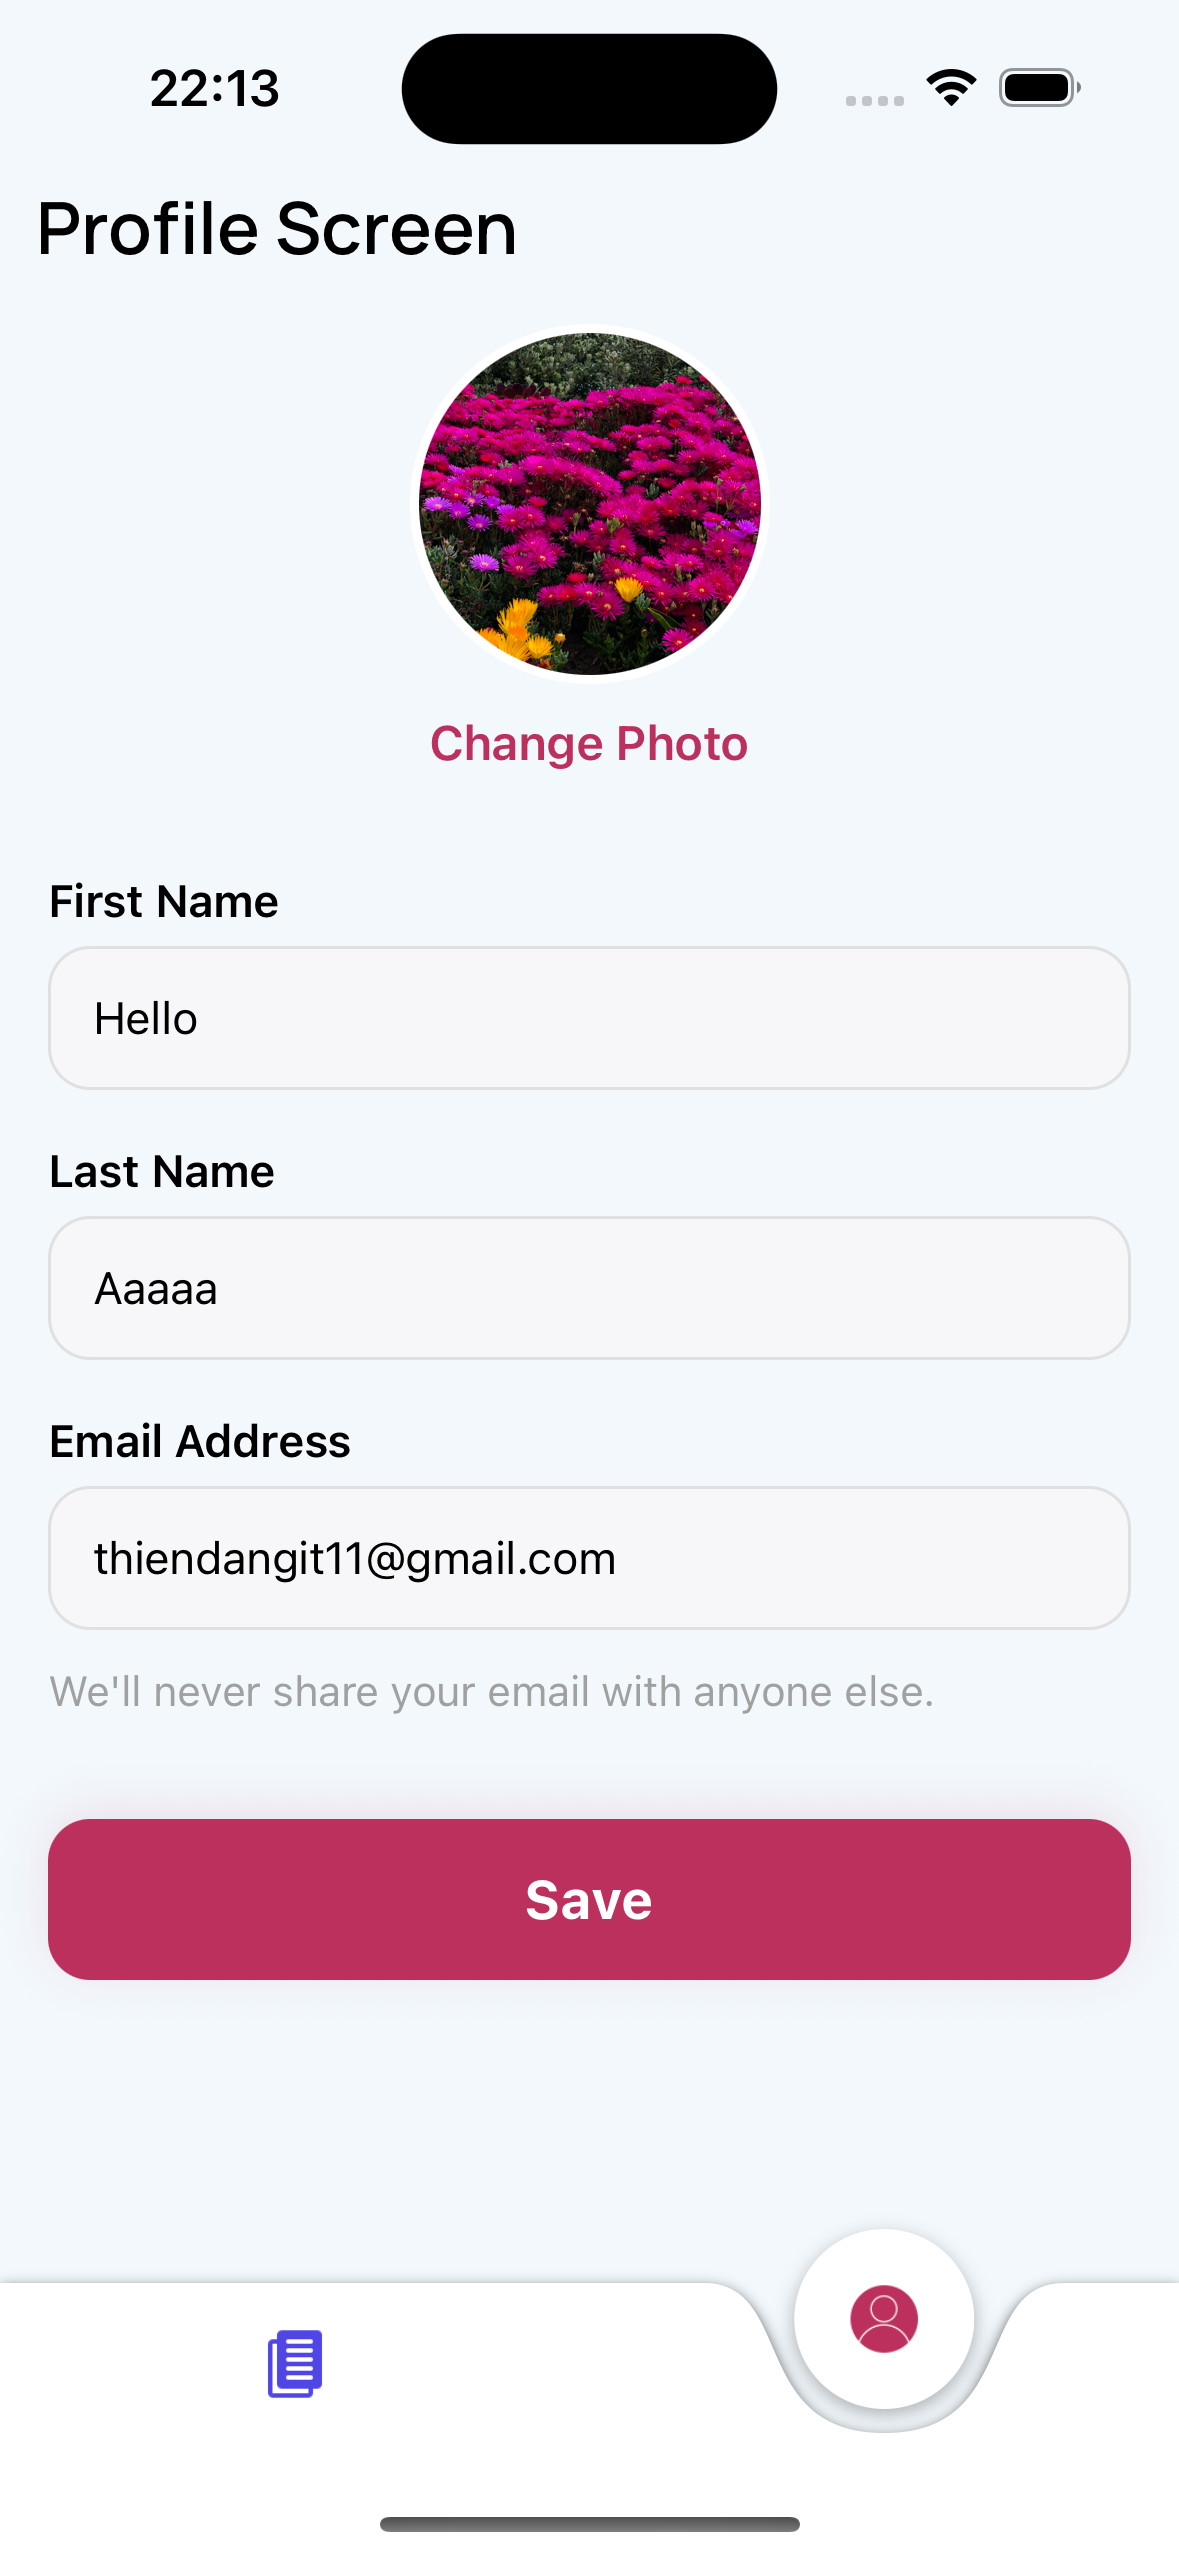 22:13
Profile Screen
Change Photo
First Name
Hello
Last Name
Aaaaa
Email Address
thiendangit11@gmail.com
We'll never share your email with anyone else.
Save